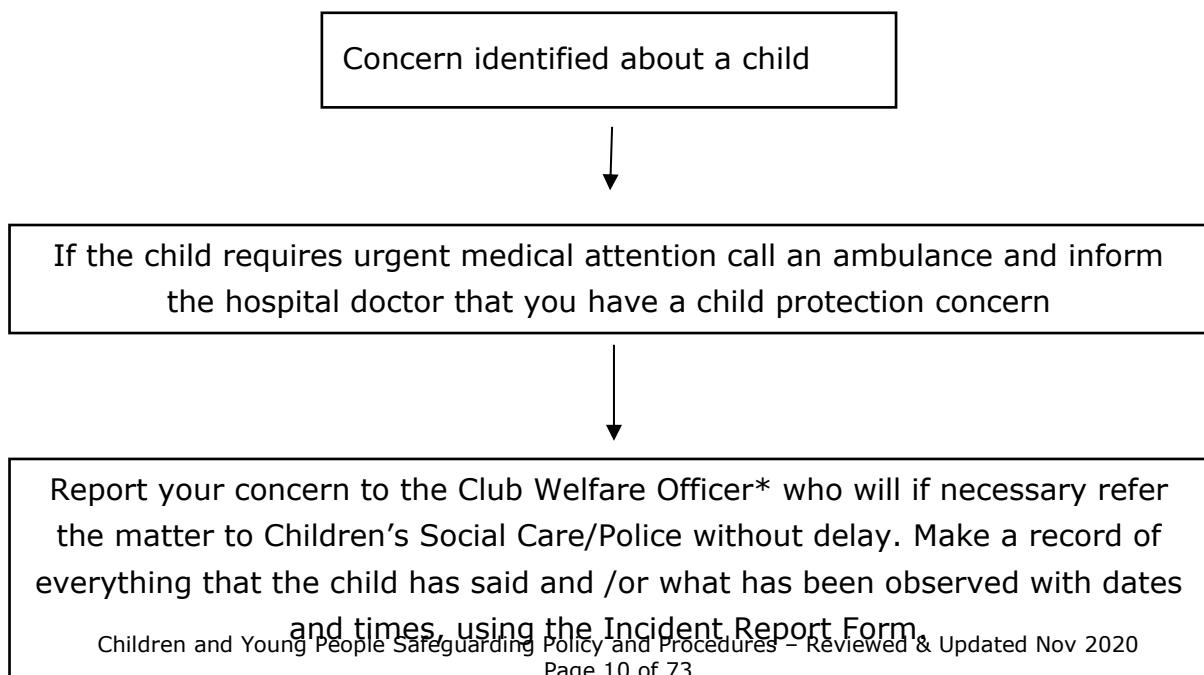 Concern identified about a child
If the child requires urgent medical attention call an ambulance and inform
the hospital doctor that you have a child protection concern
Report your concern to the Club Welfare Officer* who will if necessary refer
the matter to Children’s Social Care/Police without delay. Make a record of
everything that the child has said and /or what has been observed with dates
and times, using the Incident Report Form.
Children and Young People Safeguarding Policy and Procedures – Reviewed & Updated Nov 2020
Page 10 of 73